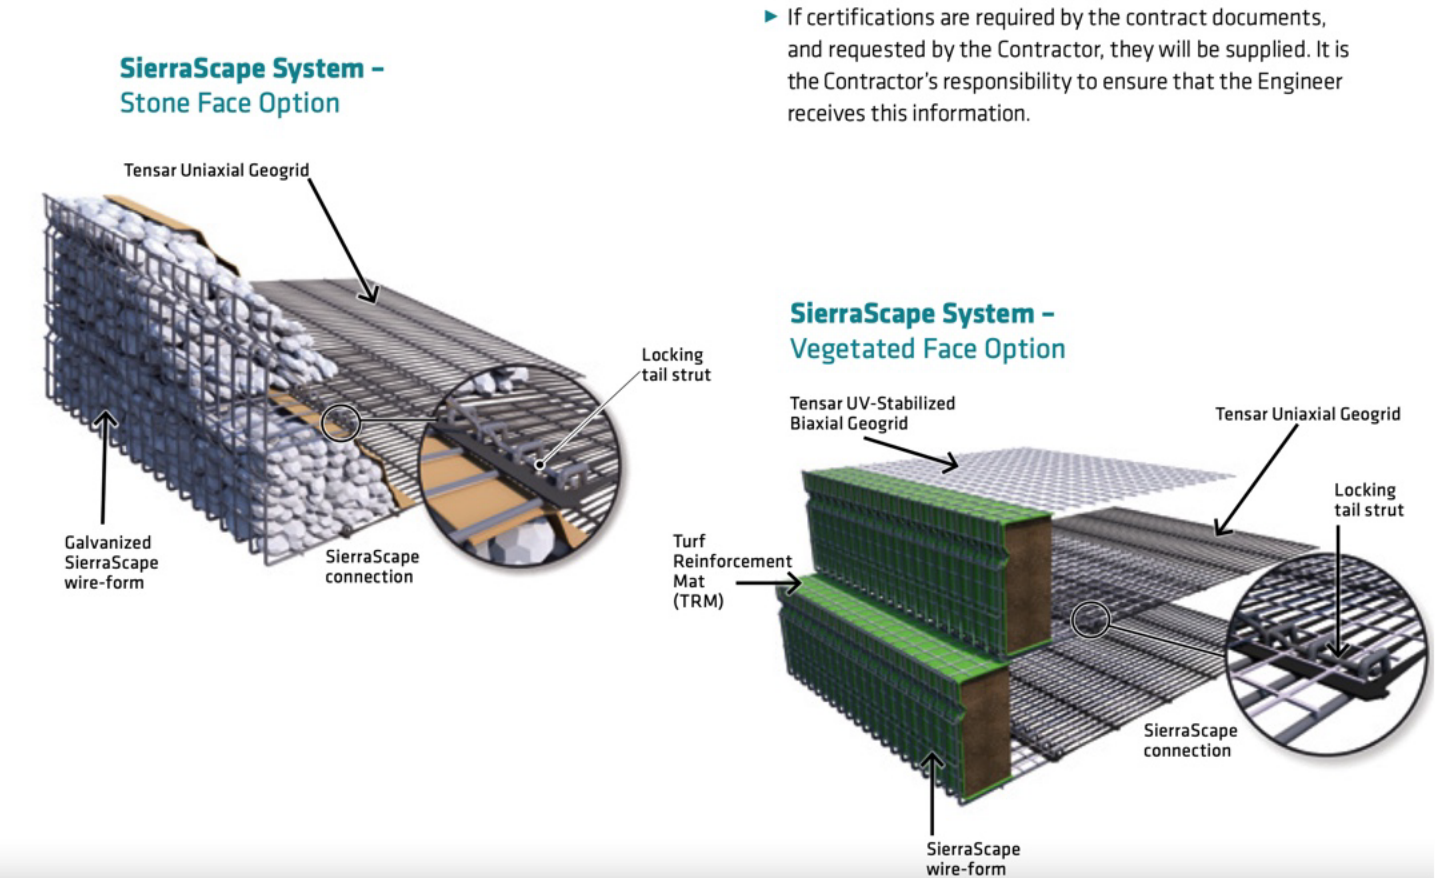 SierraScape System –
Stone Face Option
Tensar Uniaxial Geogrid
Locking
tail strut
Galvanized
SierraScape
wire-form
SierraScape
connection
► If certifications are required by the contract documents,
and requested by the Contractor, they will be supplied. It is
the Contractor's responsibility to ensure that the Engineer
receives this information.
SierraScape System –
Vegetated Face Option
Tensar UV-Stabilized
Biaxial Geogrid
Tensar Uniaxial Geogrid
Locking
tail strut
Turf
Reinforcement
Mat
(TRM)
SierraScape
connection
SierraScape
wire-form